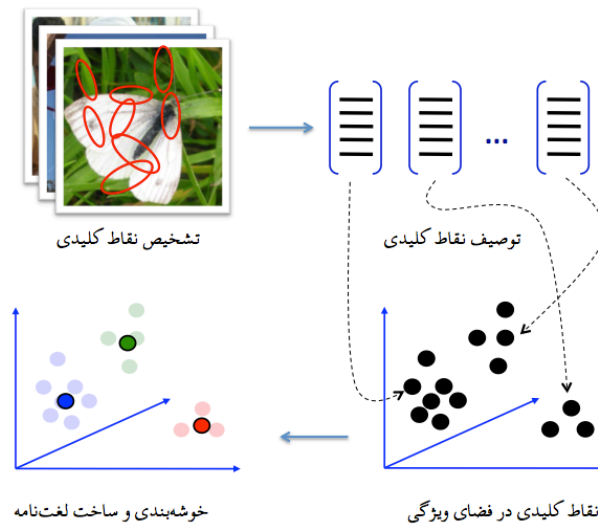 تشخیص نقاط کلیدی
توصیف نقاط کلیدی
...
نقاط کلیدی در فضای ویژگی
خوشه‌بندی و ساخت لغت‌نامه